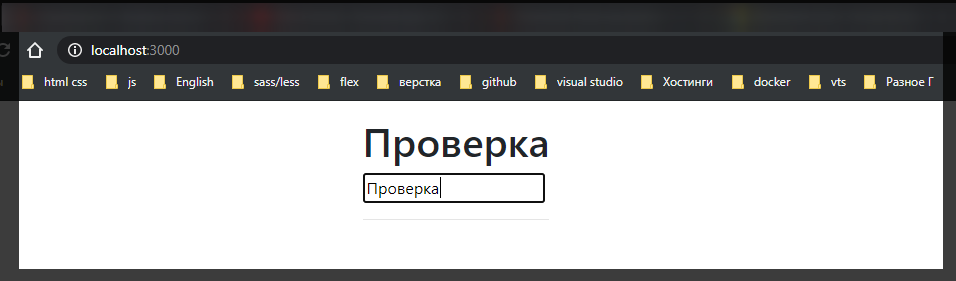 localhost:3000
html css js English sass/less flex верстка github visual studio Хостинги docker vts Разное Г
Проверка
Проверка